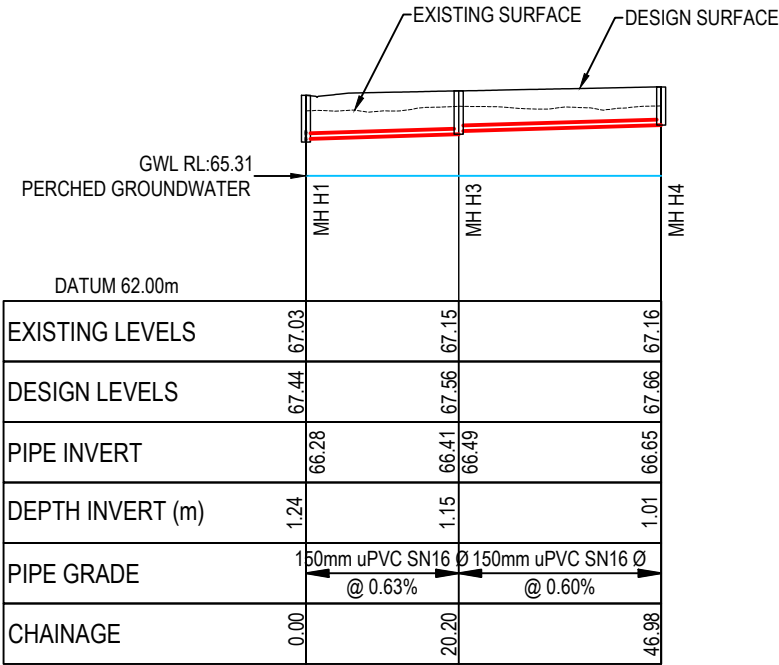 EXISTING SURFACE
DESIGN SURFACE
GWL RL:65.31
PERCHED GROUNDWATER
MH H1
MH H3
MH H4
DATUM 62.00m
EXISTING LEVELS 67.03 67.15 67.16
DESIGN LEVELS 67.44 67.56 67.66
PIPE INVERT 66.28 66.41 66.49 66.65
DEPTH INVERT (m) 1.24 1.15 1.01
PIPE GRADE
150mm uPVC SN16 Ø
@ 0.63%
150mm uPVC SN16 Ø
@ 0.60%
CHAINAGE 0.00 20.20 46.98